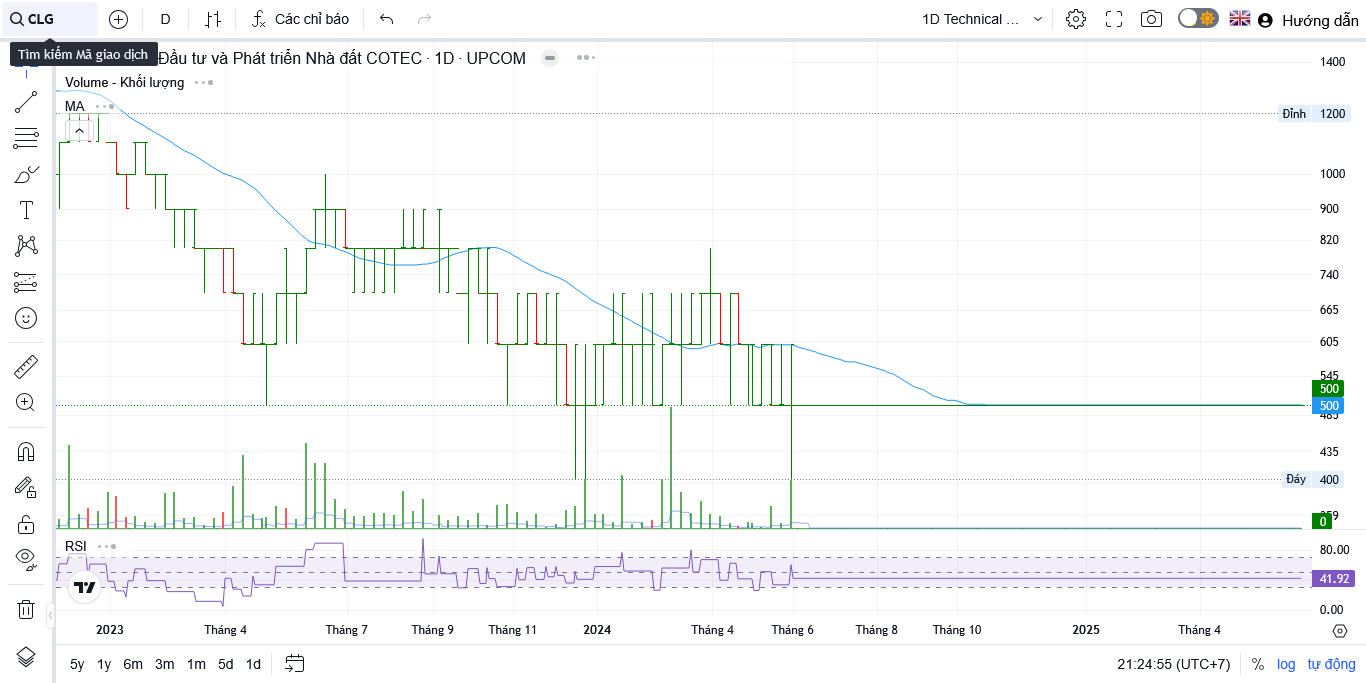 CLG
D
Các chỉ báo
1D Technical ...
Hướng dẫn
Tìm kiếm Mã giao dịch
Đầu tư và Phát triển Nhà đất COTEC · 1D · UPCOM
Volume - Khối lượng
MA
1400
Đỉnh 1200
1000
900
820
740
665
605
545
500
500
485
435
Đáy 400
359
0
RSI
80.00
41.92
0.00
2023 Tháng 4 Tháng 7 Tháng 9 Tháng 11 2024 Tháng 4 Tháng 6 Tháng 8 Tháng 10 2025 Tháng 4
5y 1y 6m 3m 1m 5d 1d
21:24:55 (UTC+7) % log tự động